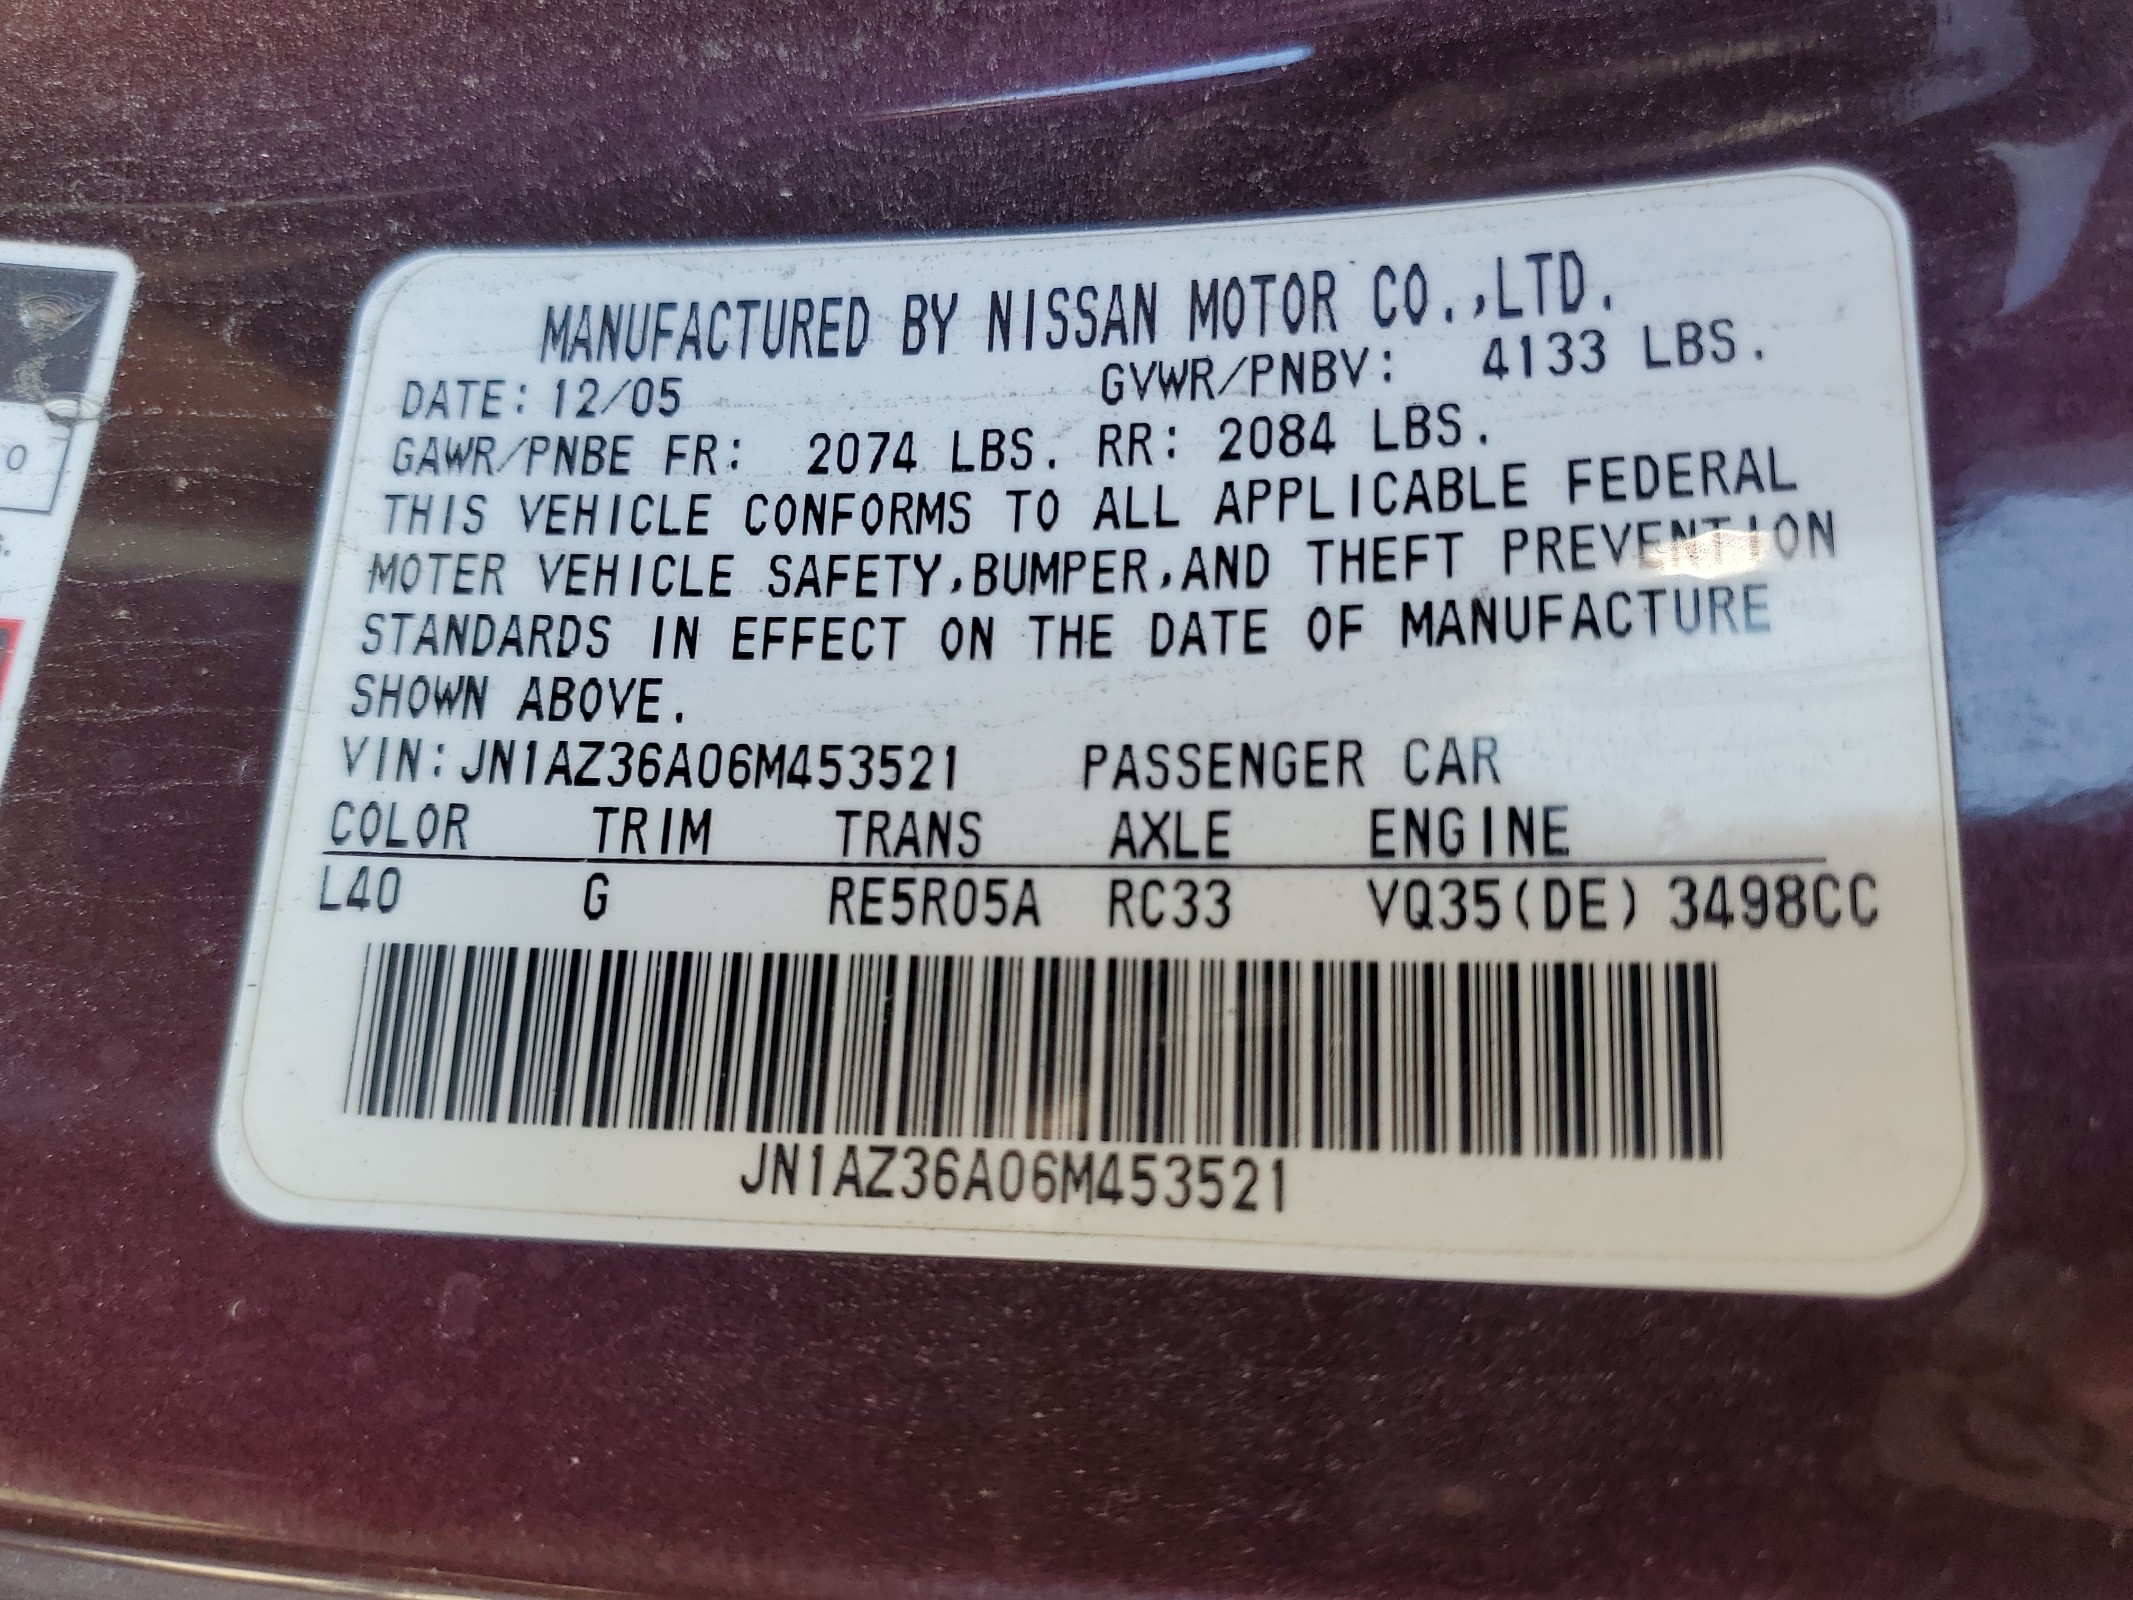 MANUFACTURED BY NISSAN MOTOR CO.,LTD.
DATE: 12/05 GVWR/PNBV: 4133 LBS.
GAWR/PNBE FR: 2074 LBS. RR: 2084 LBS.
THIS VEHICLE CONFORMS TO ALL APPLICABLE FEDERAL
MOTER VEHICLE SAFETY,BUMPER,AND THEFT PREVENTION
STANDARDS IN EFFECT ON THE DATE OF MANUFACTURE
SHOWN ABOVE.
VIN:JN1AZ36A06M453521 PASSENGER CAR
COLOR TRIM TRANS AXLE ENGINE
L40 G RE5R05A RC33 VQ35(DE) 3498CC
JN1AZ36A06M453521